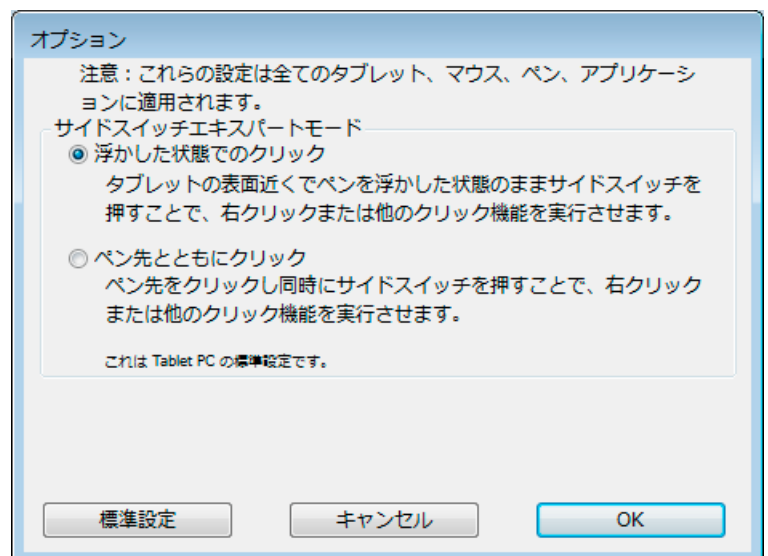 オプション
注意：これらの設定は全てのタブレット、マウス、ペン、アプリケーシ
ョンに適用されます。
サイドスイッチエキスパートモード
浮かした状態でのクリック
タブレットの表面近くでペンを浮かした状態のままサイドスイッチを
押すことで、右クリックまたは他のクリック機能を実行させます。
ペン先とともにクリック
ペン先をクリックし同時にサイドスイッチを押すことで、右クリック
または他のクリック機能を実行させます。
これは Tablet PC の標準設定です。
標準設定
キャンセル
OK